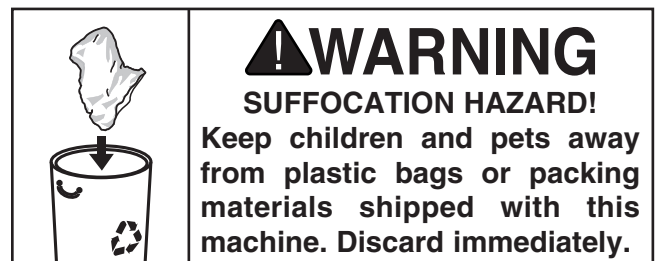 WARNING
SUFFOCATION HAZARD!
Keep children and pets away
from plastic bags or packing
materials shipped with this
machine. Discard immediately.